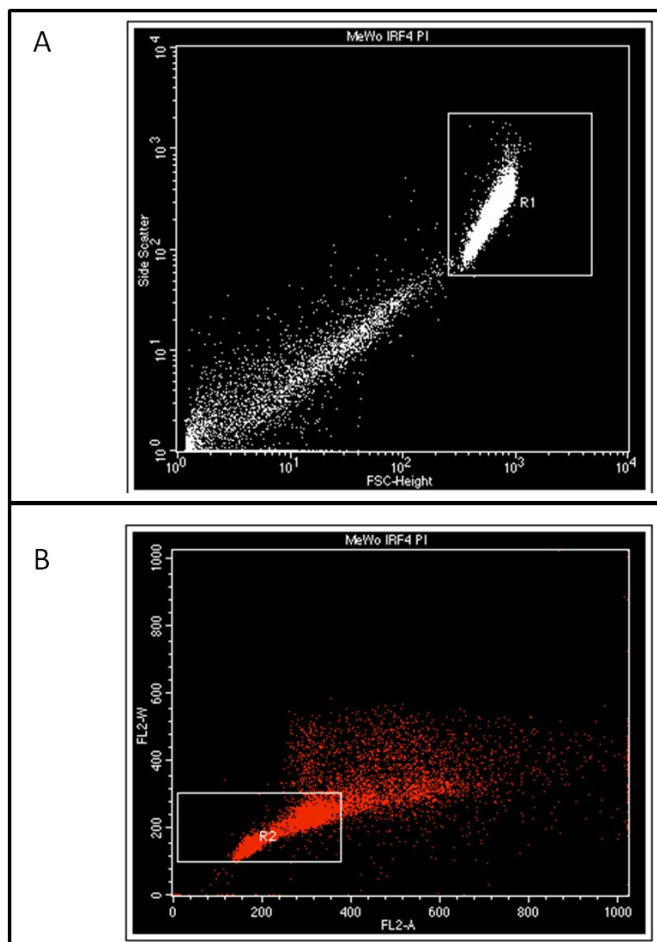 A
MeWo IRF4 PI
10^4
10^3
10^2
10^1
10^0
Side Scatter
R1
10^0 10^1 10^2 10^3 10^4
FSC-Height
B
MeWo IRF4 PI
1000
800
600
400
200
0
FL2-W
R2
0 200 400 600 800 1000
FL2-A